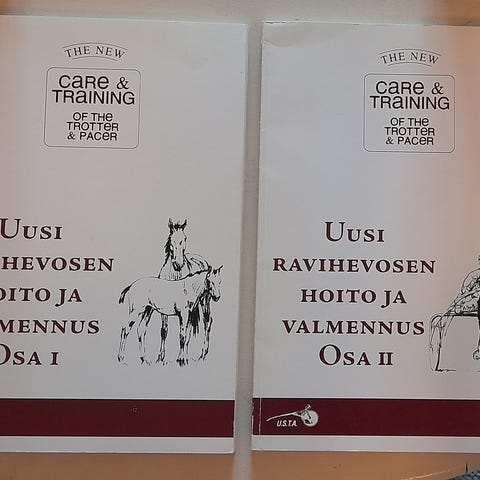 THE NEW
CARE &
TRAINING
OF THE
TROTTER
& PACER
UUSI
HEVOSEN
OITO JA
MENNUS
OSA I
THE NEW
CARE &
TRAINING
OF THE
TROTTER
& PACER
UUSI
RAVIHEVOSEN
HOITO JA
VALMENNUS
OSA II
U.S.T.A.